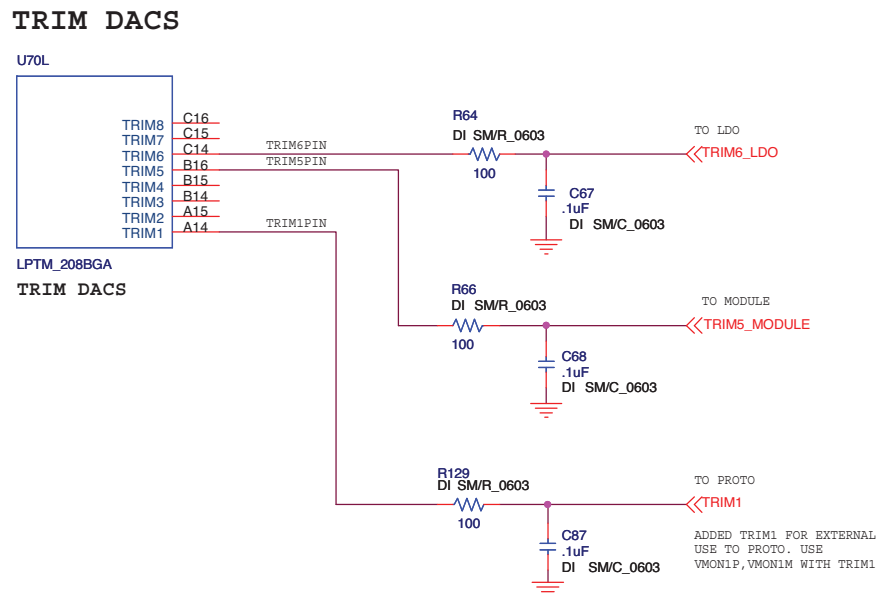 TRIM DACS
U70L
TRIM8 C16
TRIM7 C15
TRIM6 C14 TRIM6PIN
TRIM5 B16 TRIM5PIN
TRIM4 B15
TRIM3 B14
TRIM2 A15
TRIM1 A14 TRIM1PIN
LPTM_208BGA
TRIM DACS
R64
DI SM/R_0603
100
TO LDO
TRIM6_LDO
C67
.1uF
DI SM/C_0603
R66
DI SM/R_0603
100
TO MODULE
TRIM5_MODULE
C68
.1uF
DI SM/C_0603
R129
DI SM/R_0603
100
TO PROTO
TRIM1
C87
.1uF
DI SM/C_0603
ADDED TRIM1 FOR EXTERNAL
USE TO PROTO. USE
VMON1P,VMON1M WITH TRIM1